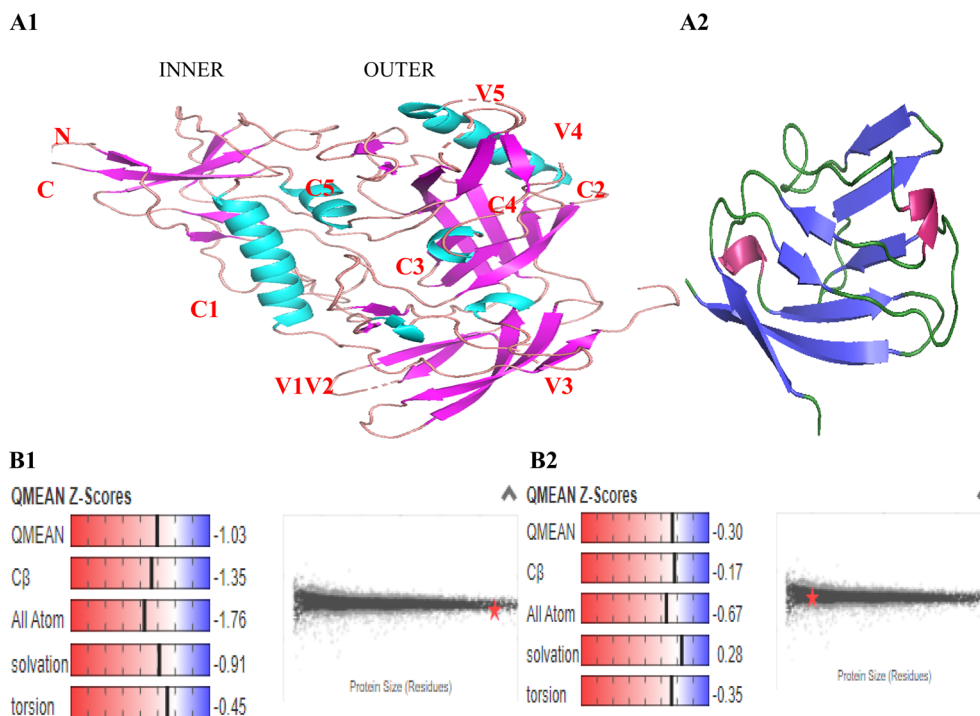 A1
A2
INNER OUTER
V5
N
V4
C
C5
C2
C4
C3
C1
V1V2
V3
B1
B2
QMEAN Z-Scores
QMEAN -1.03
Cβ -1.35
All Atom -1.76
solvation -0.91
torsion -0.45
Protein Size (Residues)
QMEAN Z-Scores
QMEAN -0.30
Cβ -0.17
All Atom -0.67
solvation 0.28
torsion -0.35
Protein Size (Residues)